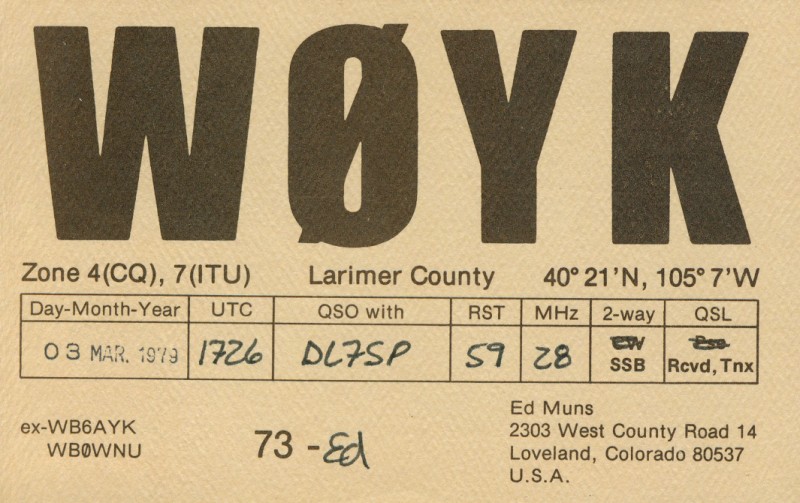 WØYK
Zone 4(CQ), 7(ITU) Larimer County 40° 21'N, 105° 7'W
Day-Month-Year UTC QSO with RST MHz 2-way QSL
03 MAR. 1979 1726 DL7SP 59 28 CW SSB Pse Rcvd, Tnx
ex-WB6AYK
WBØWNU
73 - Ed
Ed Muns
2303 West County Road 14
Loveland, Colorado 80537
U.S.A.